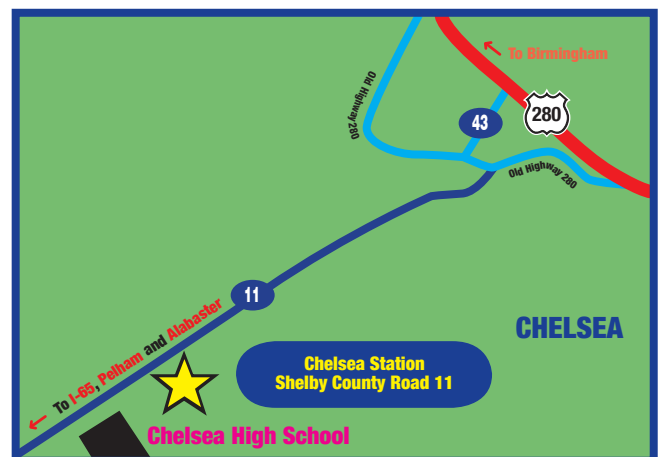 To Birmingham
Old Highway 280
280
43
Old Highway 280
11
To I-65, Pelham and Alabaster
CHELSEA
Chelsea Station
Shelby County Road 11
Chelsea High School